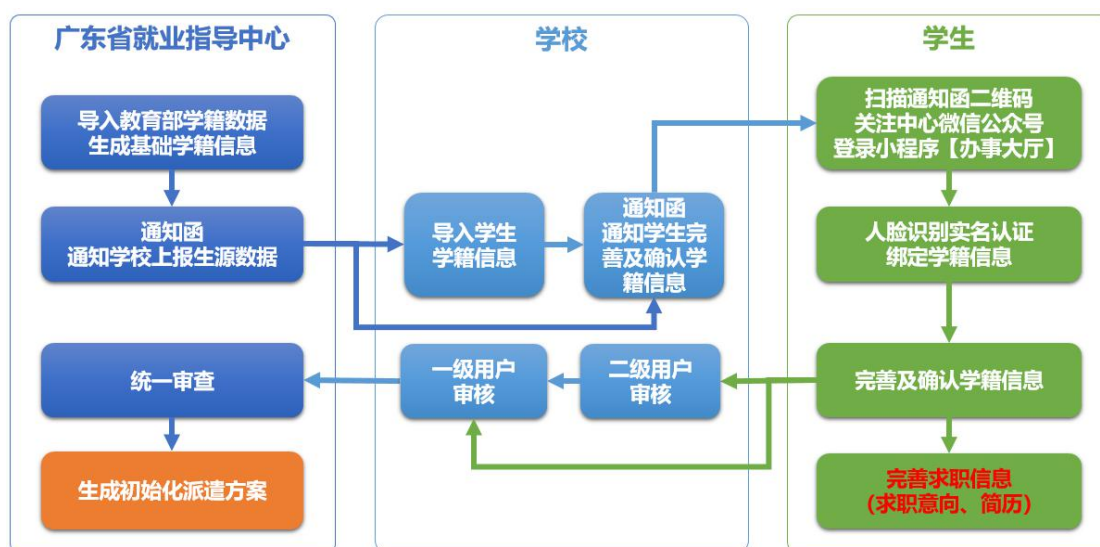 广东省就业指导中心
导入教育部学籍数据
生成基础学籍信息
通知函
通知学校上报生源数据
统一审查
生成初始化派遣方案
学校
导入学生
学籍信息
通知函
通知学生完
善及确认学
籍信息
一级用户
审核
二级用户
审核
学生
扫描通知函二维码
关注中心微信公众号
登录小程序【办事大厅】
人脸识别实名认证
绑定学籍信息
完善及确认学籍信息
完善求职信息
（求职意向、简历）